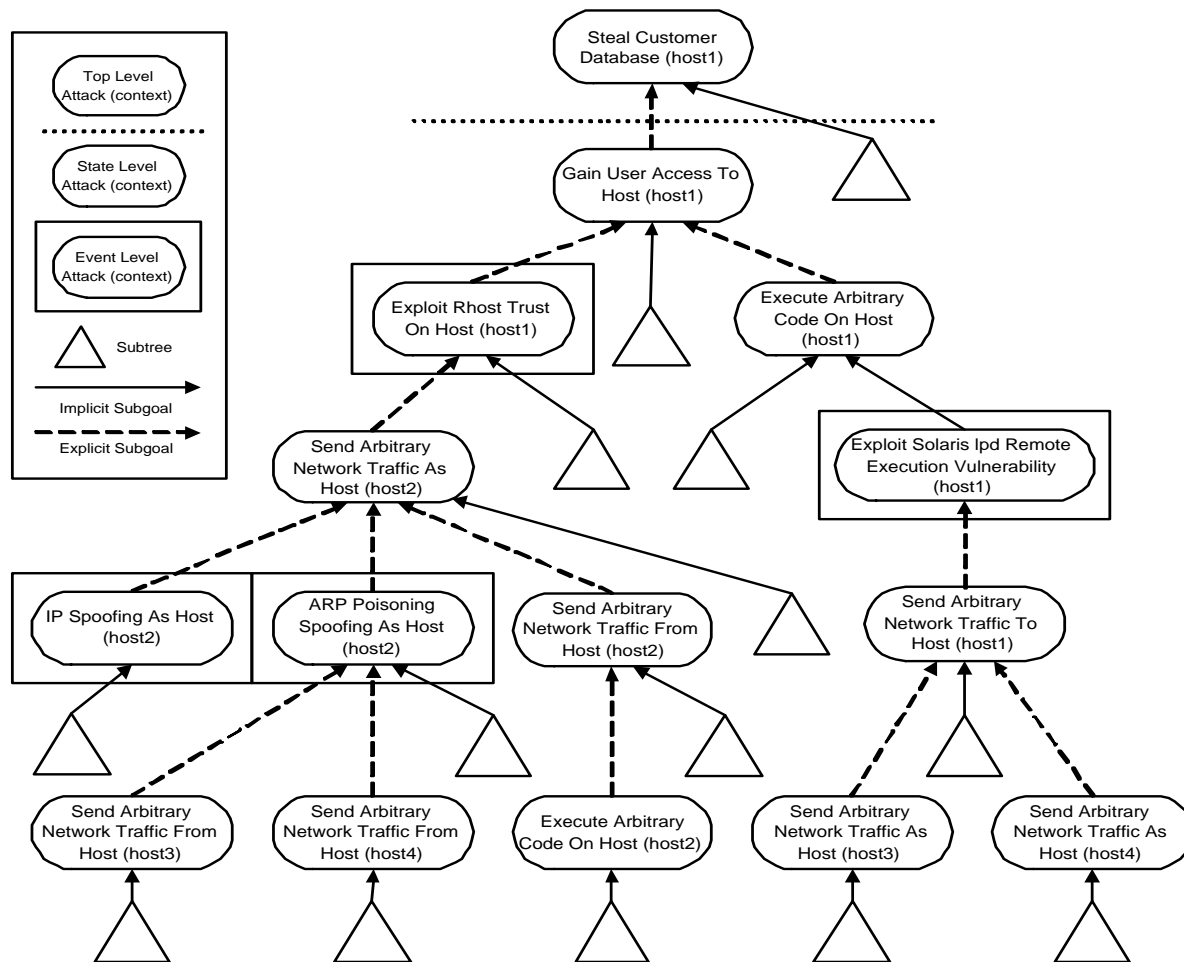 Top Level
Attack (context)
State Level
Attack (context)
Event Level
Attack (context)
Subtree
Implicit Subgoal
Explicit Subgoal
Steal Customer
Database (host1)
Gain User Access To
Host (host1)
Exploit Rhost Trust
On Host (host1)
Execute Arbitrary
Code On Host
(host1)
Send Arbitrary
Network Traffic As
Host (host2)
Exploit Solaris lpd Remote
Execution Vulnerability
(host1)
IP Spoofing As Host
(host2)
ARP Poisoning
Spoofing As Host
(host2)
Send Arbitrary
Network Traffic From
Host (host2)
Send Arbitrary
Network Traffic To
Host (host1)
Send Arbitrary
Network Traffic From
Host (host3)
Send Arbitrary
Network Traffic From
Host (host4)
Execute Arbitrary
Code On Host (host2)
Send Arbitrary
Network Traffic As
Host (host3)
Send Arbitrary
Network Traffic As
Host (host4)